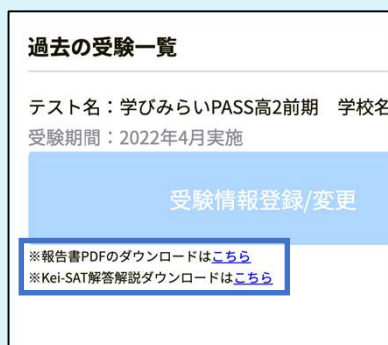 過去の受験一覧
テスト名：学びみらいPASS高2前期　学校名
受験期間：2022年4月実施
受験情報登録/変更
※報告書PDFのダウンロードはこちら
※Kei-SAT解答解説ダウンロードはこちら